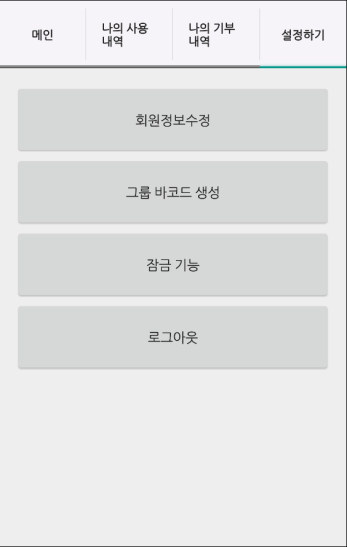 메인
나의 사용
내역
나의 기부
내역
설정하기
회원정보수정
그룹 바코드 생성
잠금 기능
로그아웃